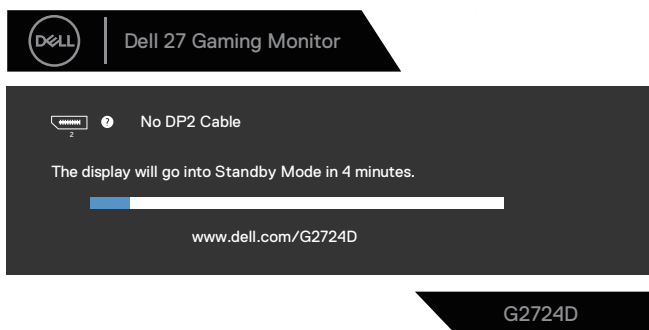 DELL
Dell 27 Gaming Monitor
2
? No DP2 Cable
The display will go into Standby Mode in 4 minutes.
www.dell.com/G2724D
G2724D